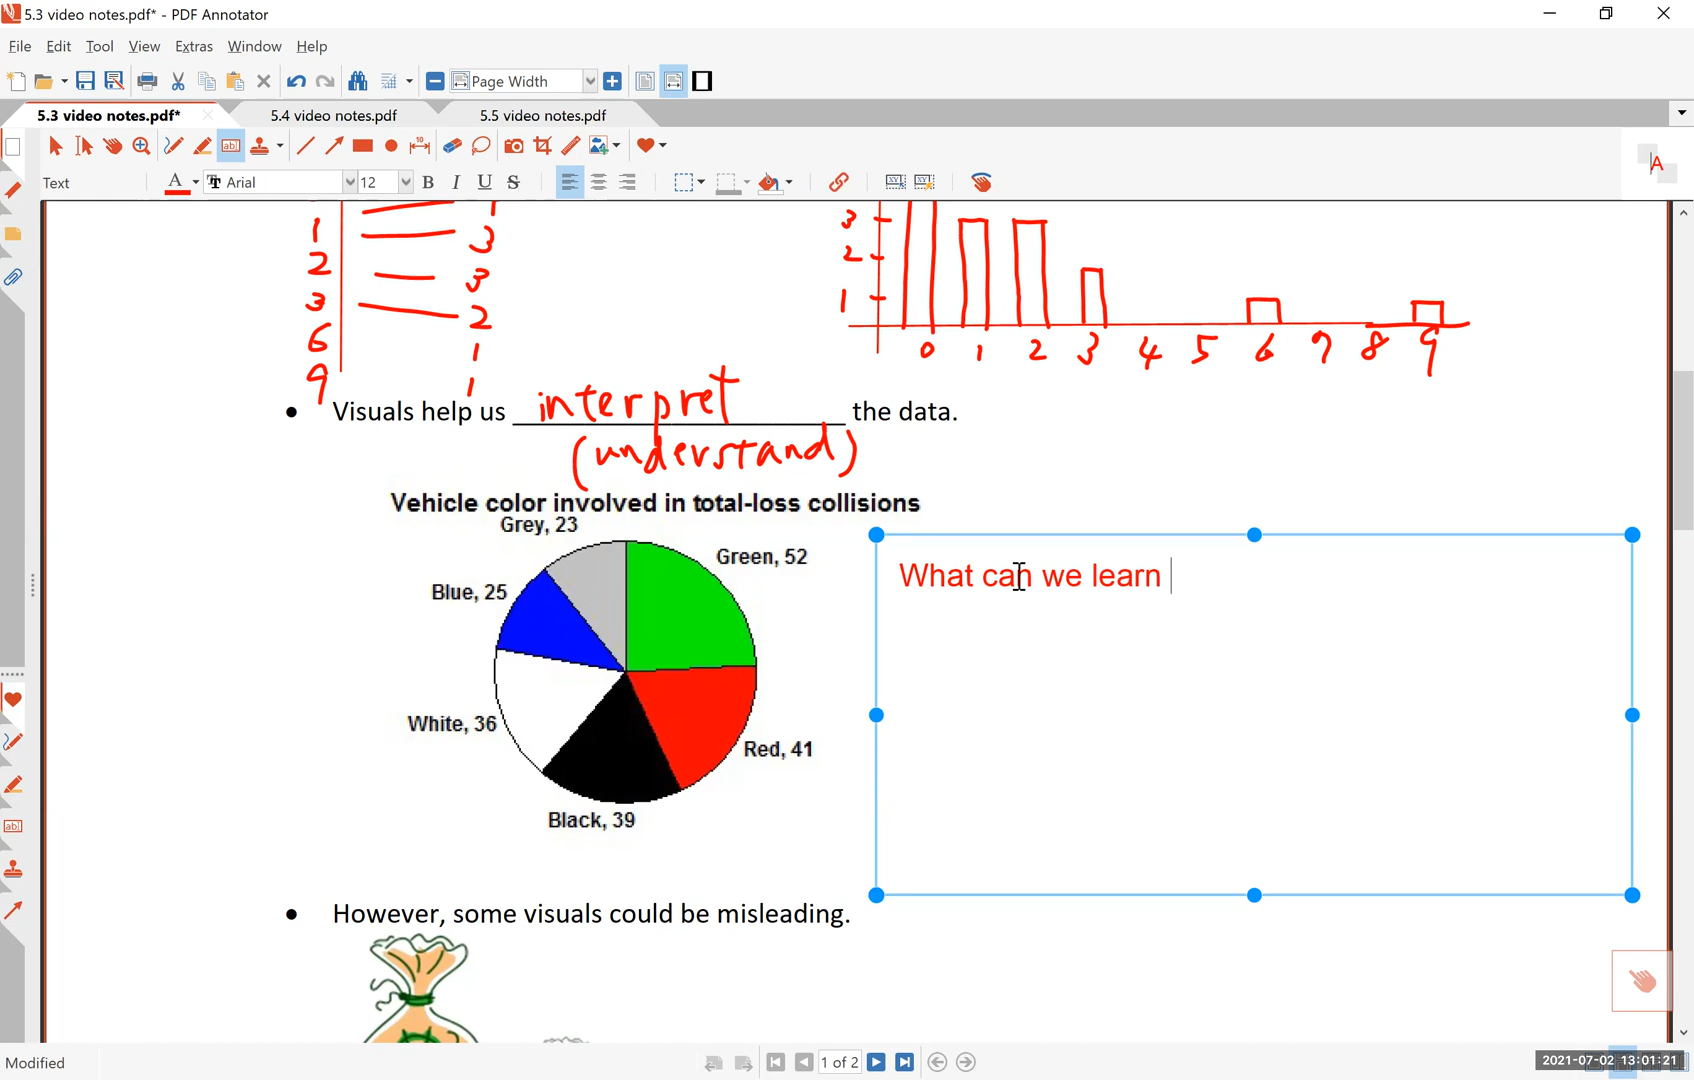 5.3 video notes.pdf* - PDF Annotator
File Edit Tool View Extras Window Help
Page Width
5.3 video notes.pdf* 5.4 video notes.pdf 5.5 video notes.pdf
Text A Arial 12 B I U S
1 3
2 3
3 2
6 1
9 1
3
2
1
0 1 2 3 4 5 6 7 8 9
Visuals help us interpret the data.
(understand)
Vehicle color involved in total-loss collisions
Grey, 23
Green, 52
Blue, 25
What can we learn
White, 36
Red, 41
Black, 39
However, some visuals could be misleading.
Modified 1 of 2 2021-07-02 13:01:21